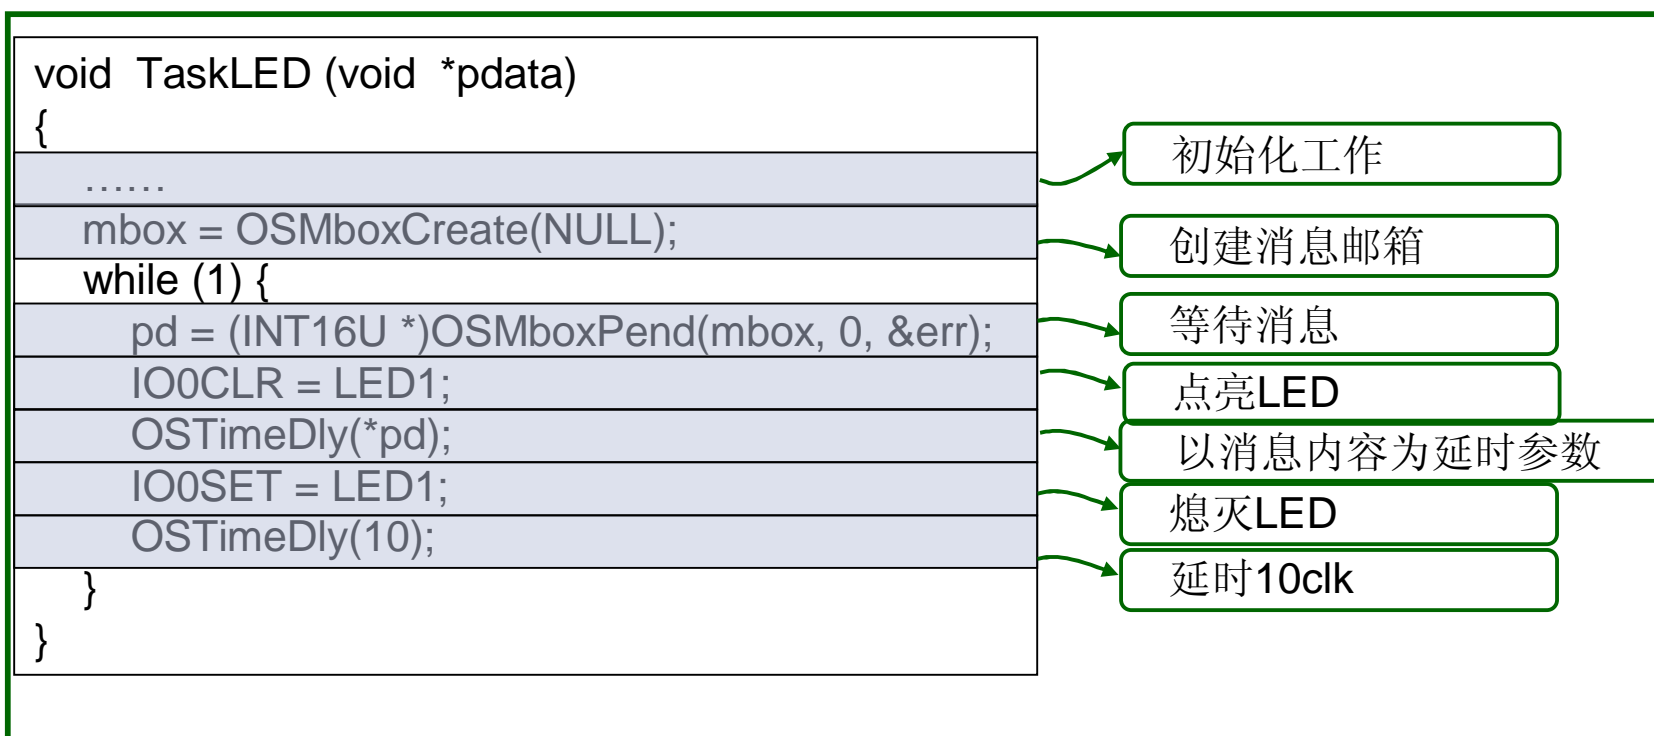 void TaskLED (void *pdata)
{
……
初始化工作
mbox = OSMboxCreate(NULL);
创建消息邮箱
while (1) {
pd = (INT16U *)OSMboxPend(mbox, 0, &err);
等待消息
IO0CLR = LED1;
点亮LED
OSTimeDly(*pd);
以消息内容为延时参数
IO0SET = LED1;
熄灭LED
OSTimeDly(10);
延时10clk
}
}